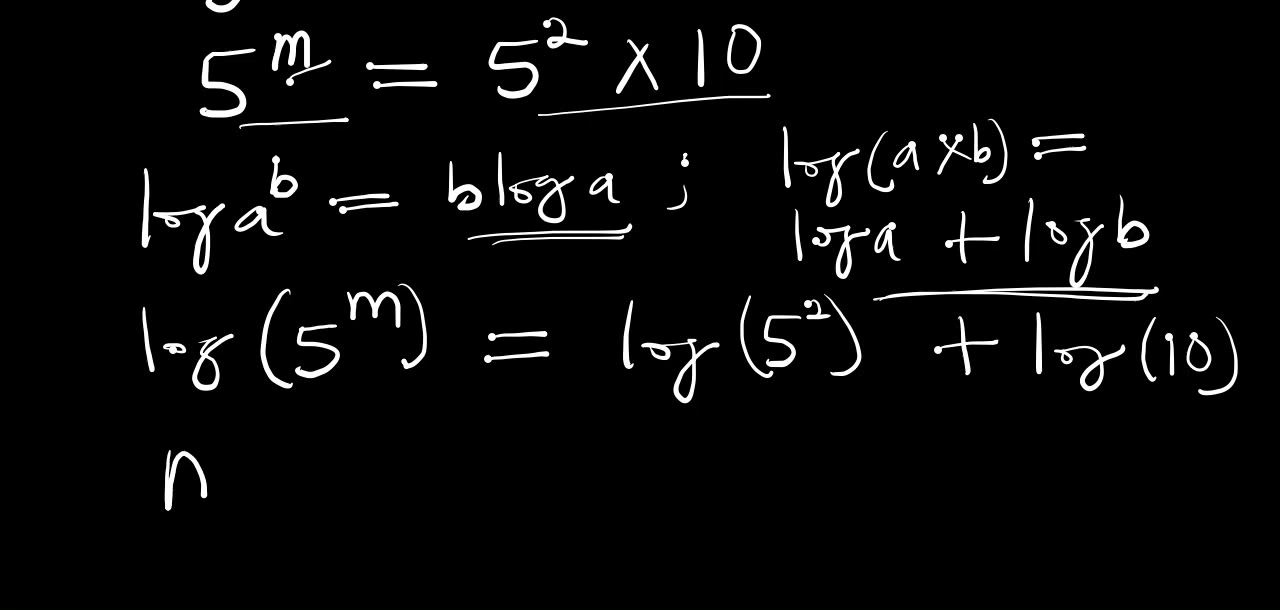 5^m = 5^2 × 10
log a^b = b log a ; log(a×b) =
log a + log b
log(5^m) = log(5^2) + log(10)
n